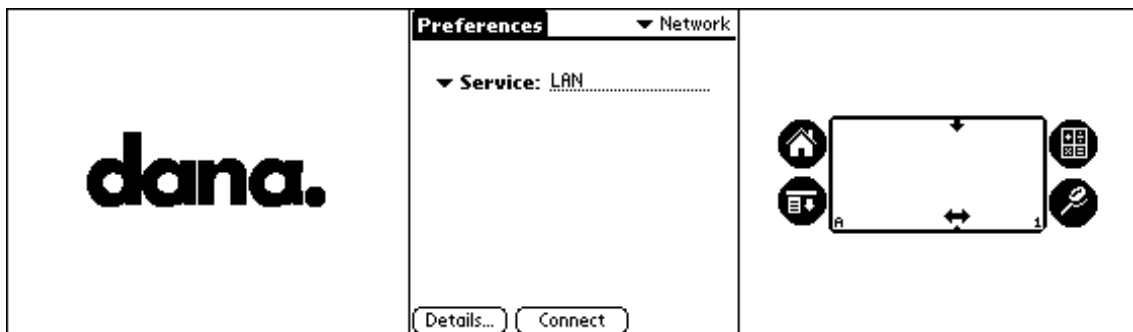 dana.
Preferences
Network
Service: LAN
Details...
Connect
A
1